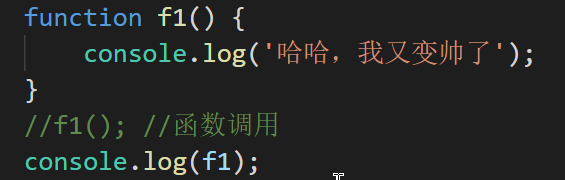 function f1() {
    console.log('哈哈，我又变帅了');
}
//f1(); //函数调用
console.log(f1);